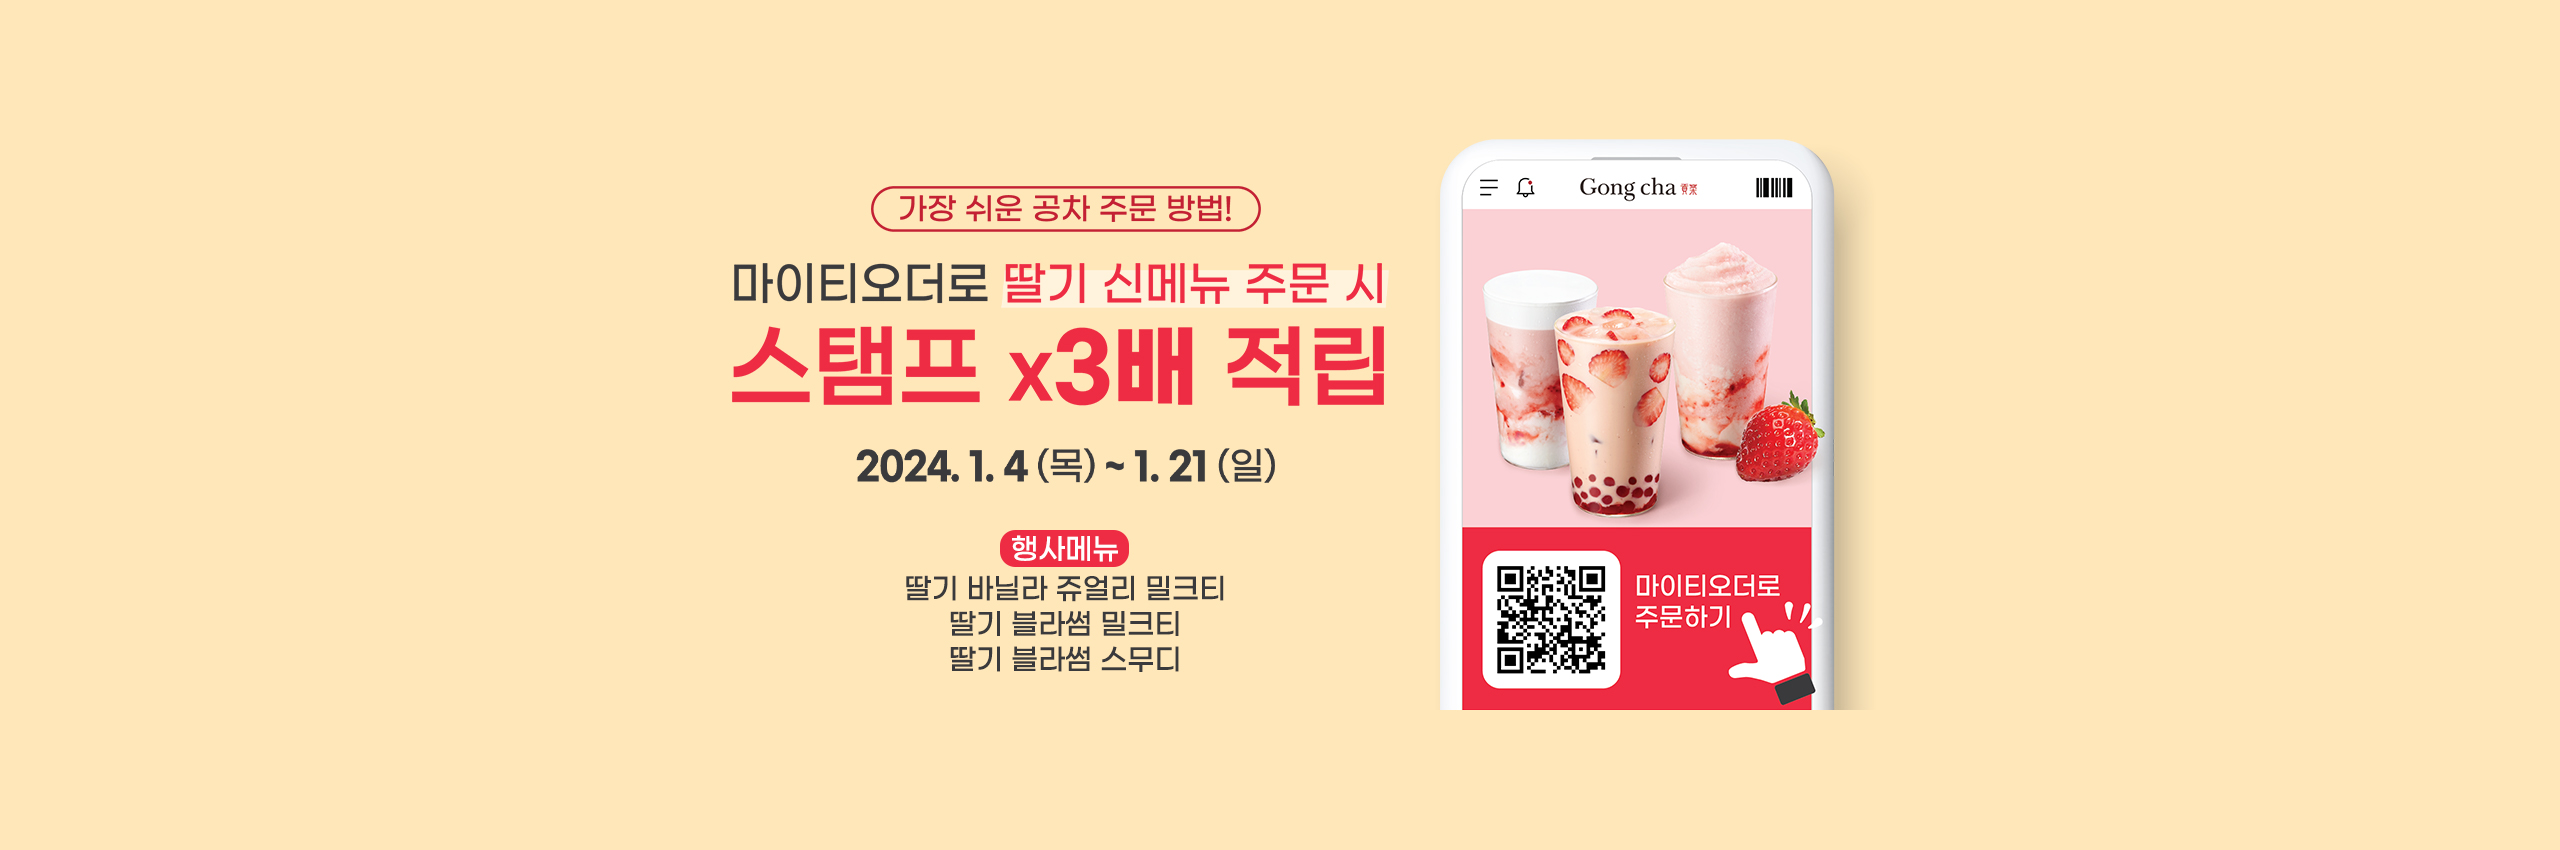 가장 쉬운 공차 주문 방법!
마이티오더로 딸기 신메뉴 주문 시
스탬프 x3배 적립
2024. 1. 4 (목) ~ 1. 21 (일)
행사메뉴
딸기 바닐라 쥬얼리 밀크티
딸기 블라썸 밀크티
딸기 블라썸 스무디
Gong cha 貢茶
마이티오더로
주문하기